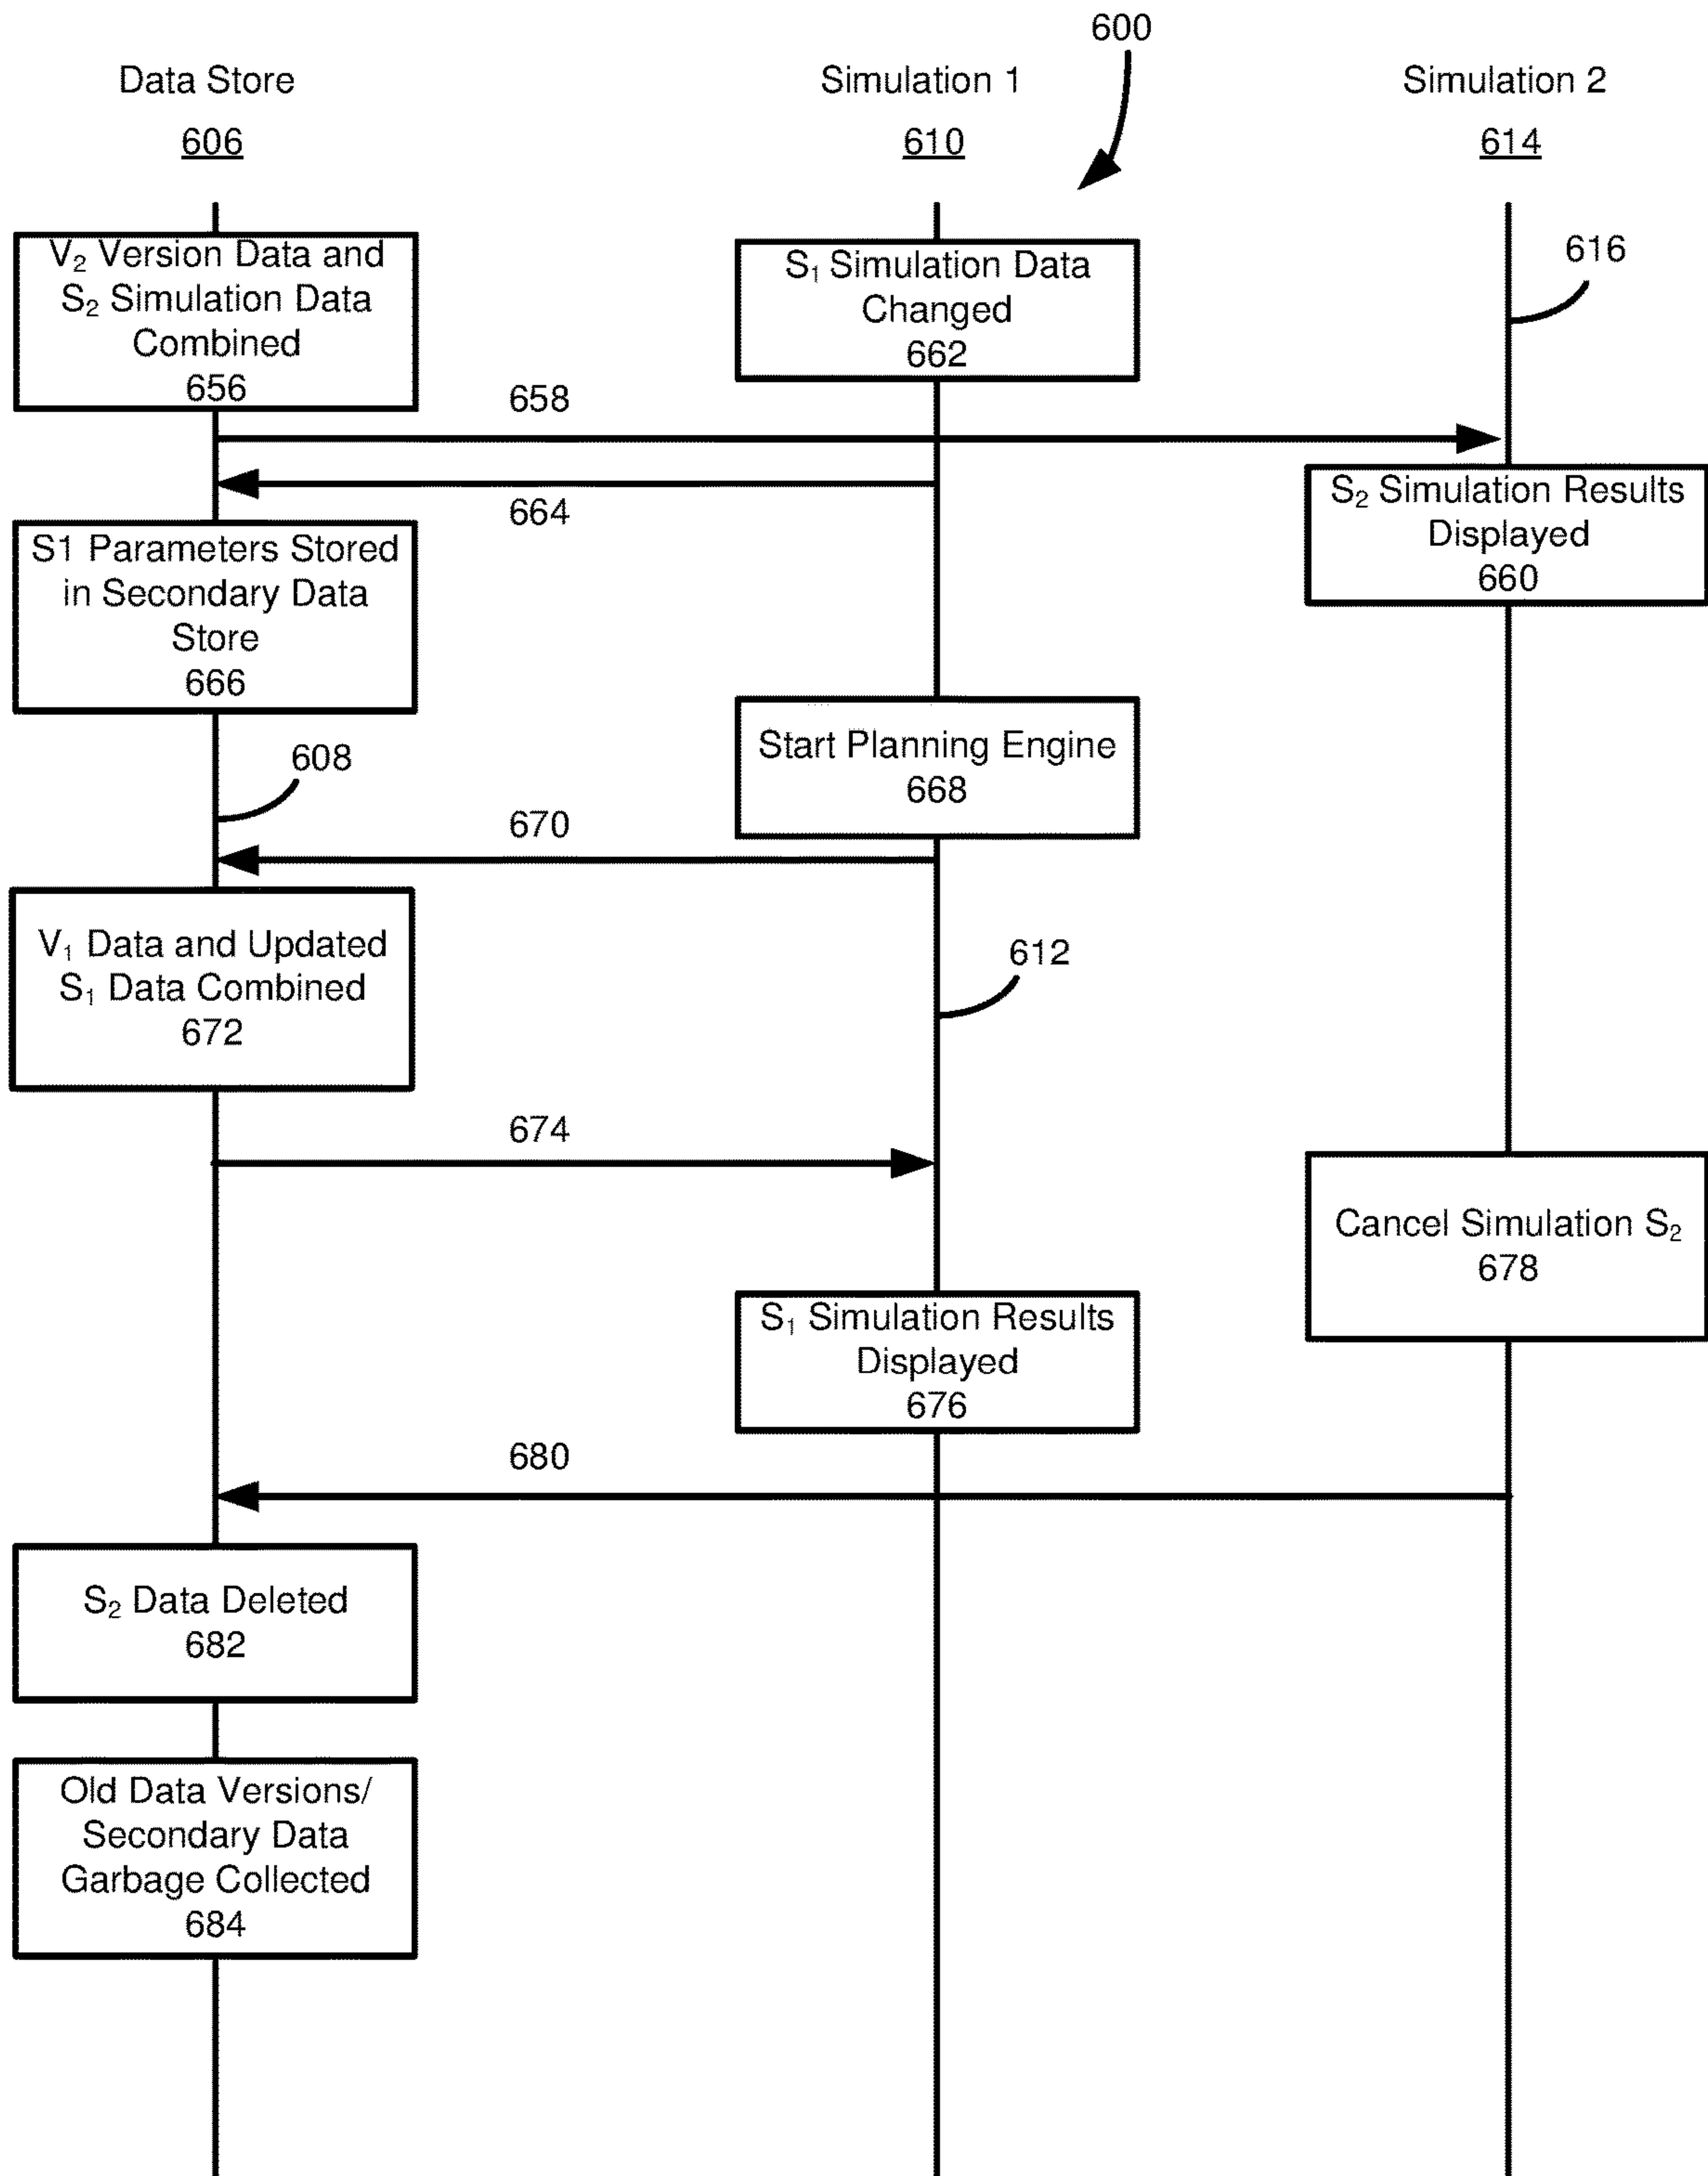 600
Data Store
606
Simulation 1
610
Simulation 2
614
V₂ Version Data and
S₂ Simulation Data
Combined
656
S₁ Simulation Data
Changed
662
616
658
664
S₂ Simulation Results
Displayed
660
S1 Parameters Stored
in Secondary Data
Store
666
Start Planning Engine
668
608
670
V₁ Data and Updated
S₁ Data Combined
672
612
674
Cancel Simulation S₂
678
S₁ Simulation Results
Displayed
676
680
S₂ Data Deleted
682
Old Data Versions/
Secondary Data
Garbage Collected
684